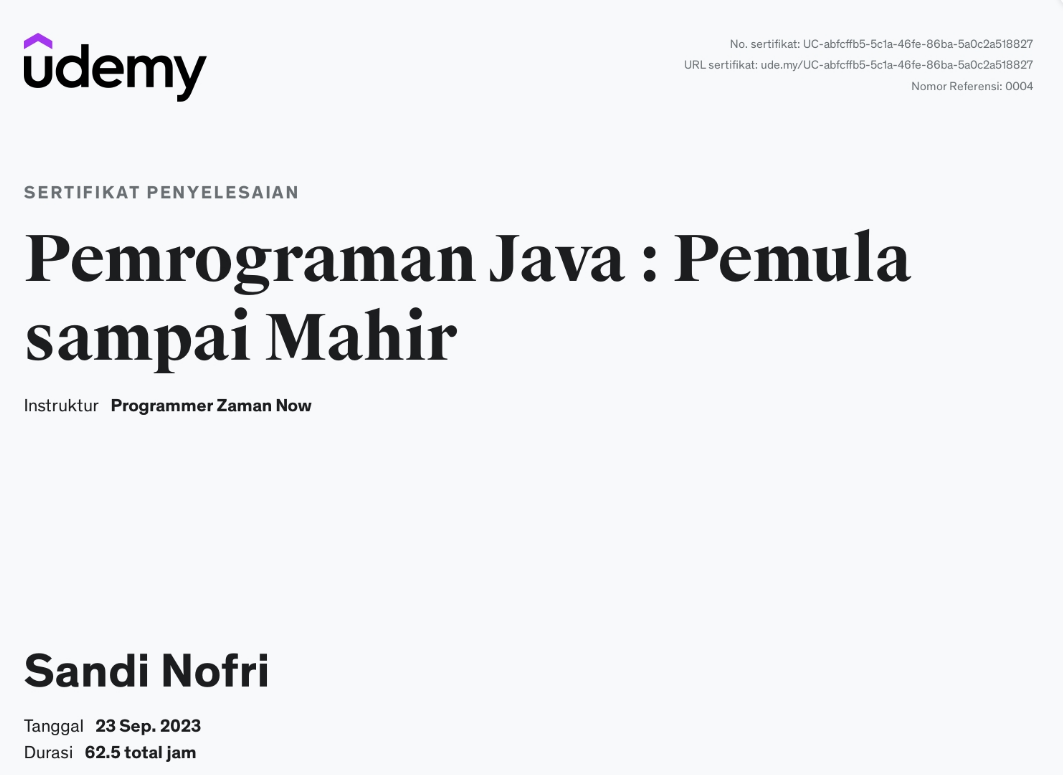 udemy
No. sertifikat: UC-abfcffb5-5c1a-46fe-86ba-5a0c2a518827
URL sertifikat: ude.my/UC-abfcffb5-5c1a-46fe-86ba-5a0c2a518827
Nomor Referensi: 0004
SERTIFIKAT PENYELESAIAN
Pemrograman Java : Pemula
sampai Mahir
Instruktur Programmer Zaman Now
Sandi Nofri
Tanggal 23 Sep. 2023
Durasi 62.5 total jam